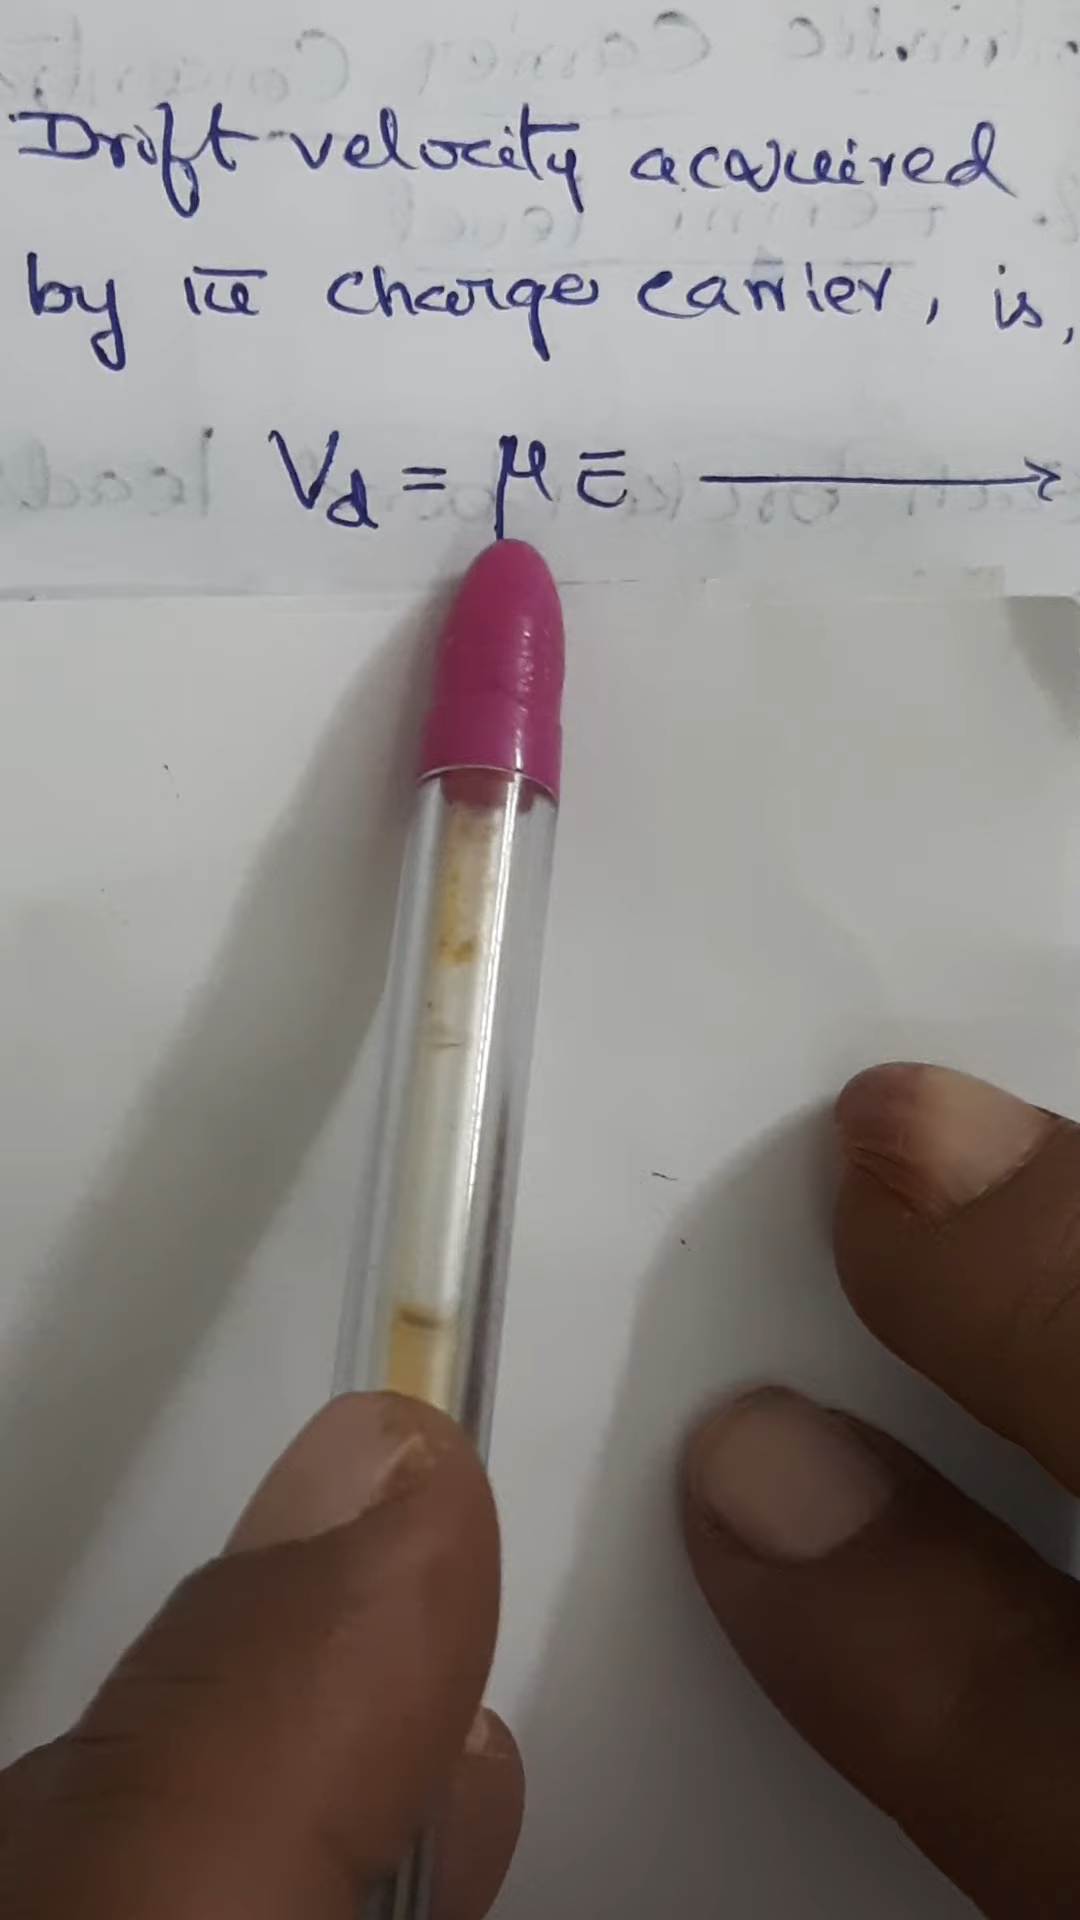 Drift velocity acquired
by the charge carrier, is,
Vd = μE →